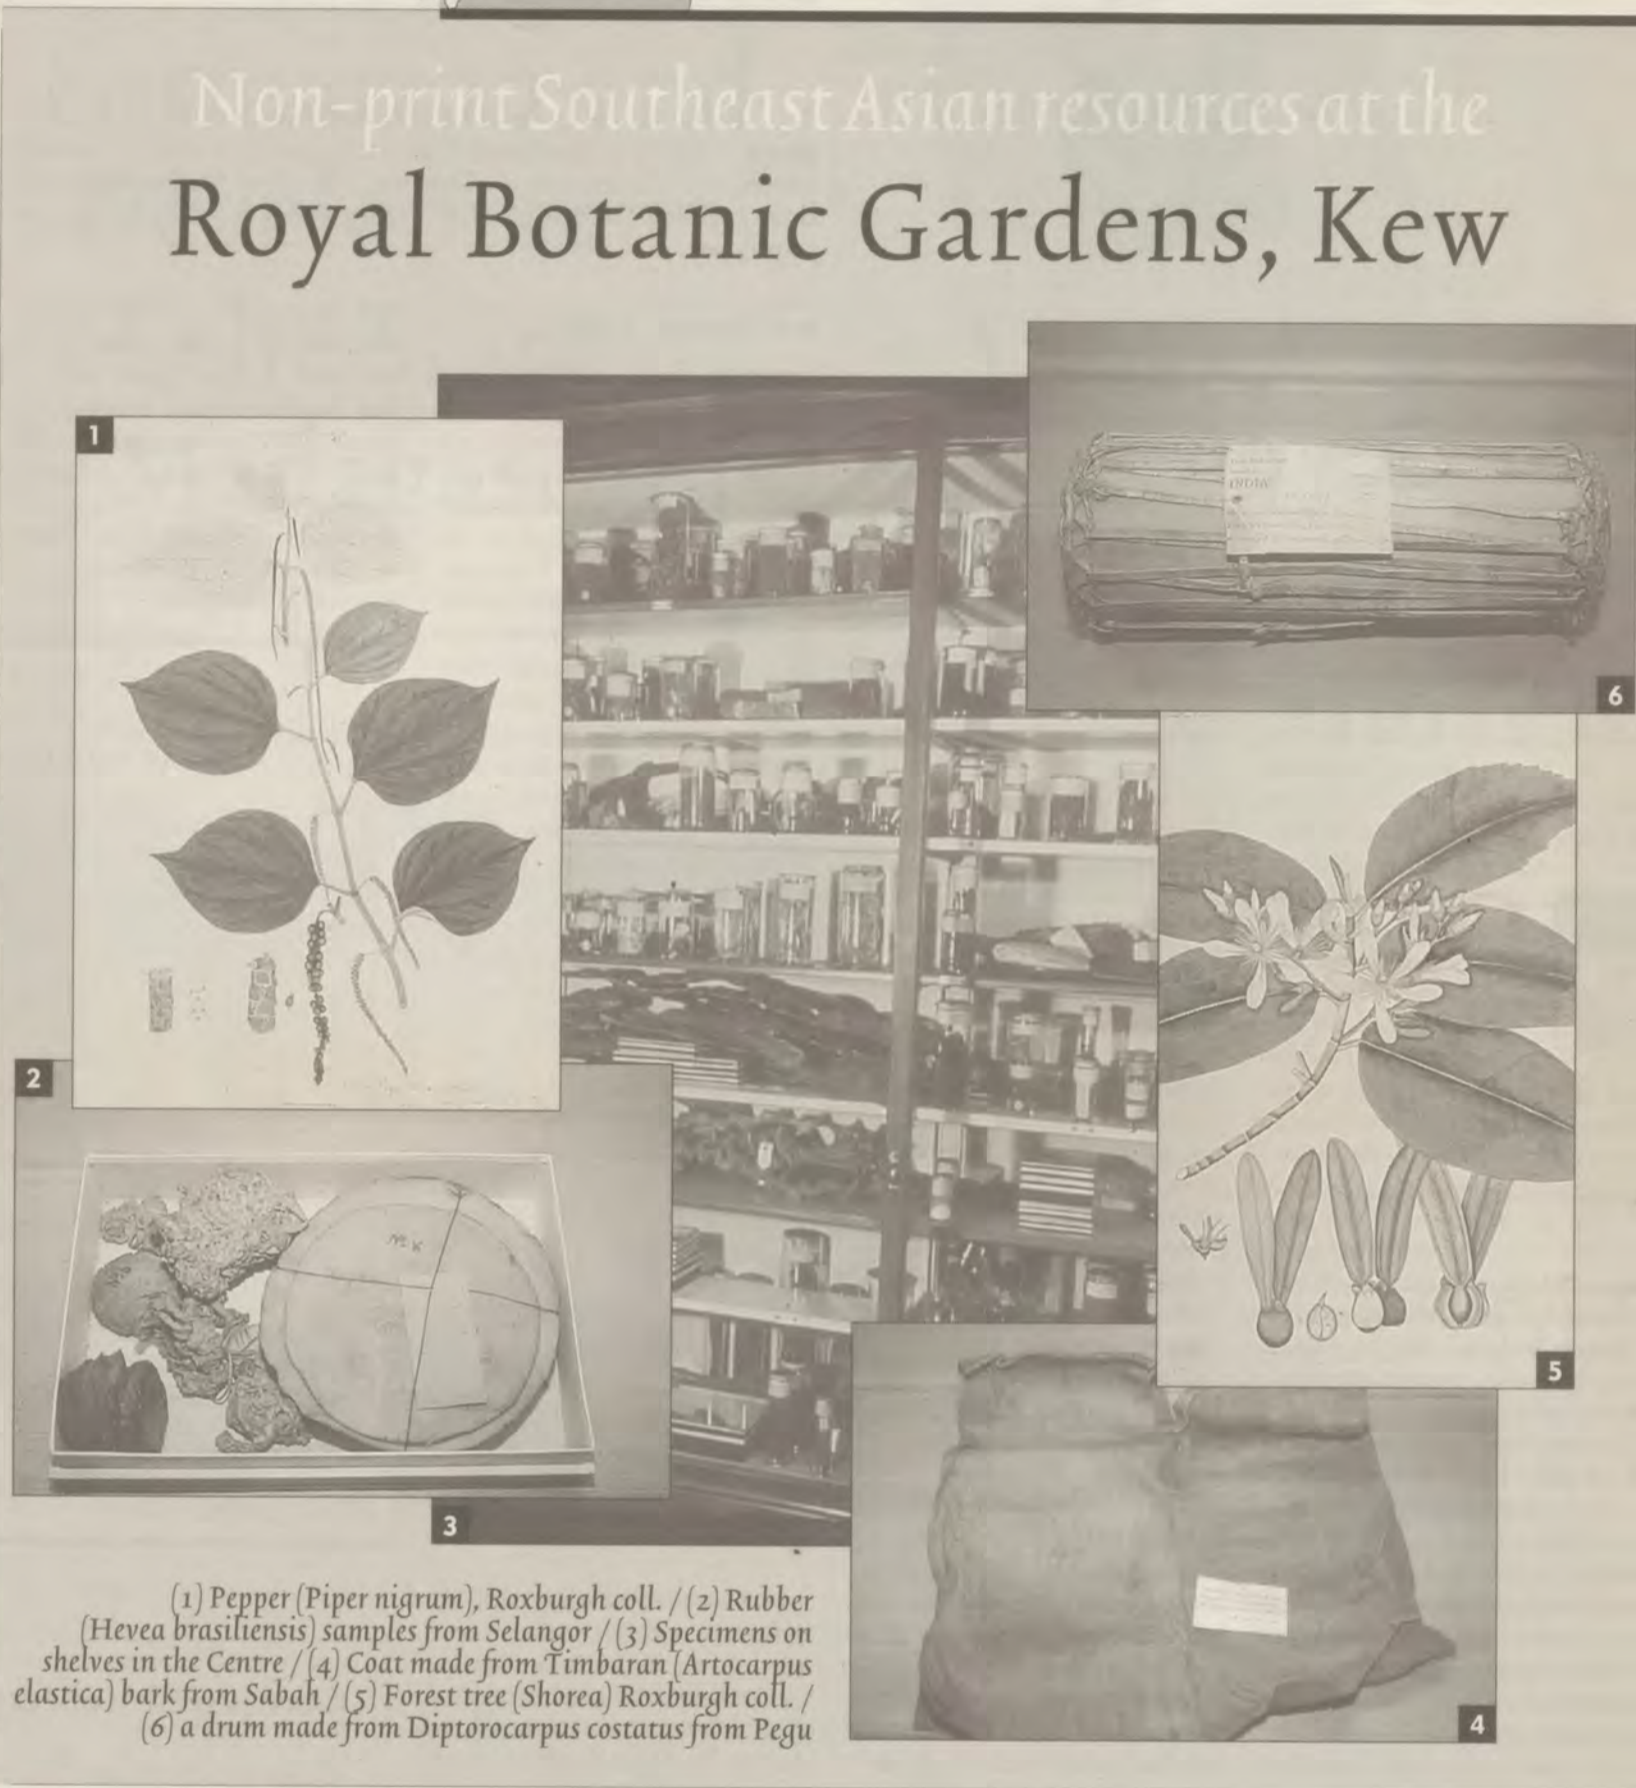 Non-print Southeast Asian resources at the
Royal Botanic Gardens, Kew
1
6
INDIA
2
5
3
4
(1) Pepper (Piper nigrum), Roxburgh coll. / (2) Rubber
(Hevea brasiliensis) samples from Selangor / (3) Specimens on
shelves in the Centre / (4) Coat made from Timbaran (Artocarpus
elastica) bark from Sabah / (5) Forest tree (Shorea) Roxburgh coll. /
(6) a drum made from Diptorocarpus costatus from Pegu